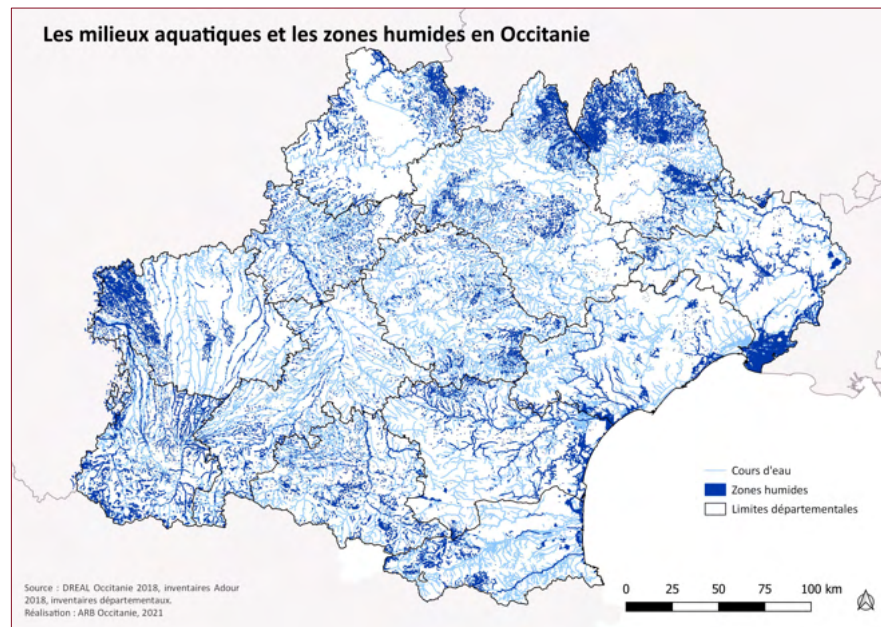 Les milieux aquatiques et les zones humides en Occitanie
Cours d'eau
Zones humides
Limites départementales
Source : DREAL Occitanie 2018, inventaires Adour
2018, inventaires départementaux.
Réalisation : ARB Occitanie, 2021
0 25 50 75 100 km